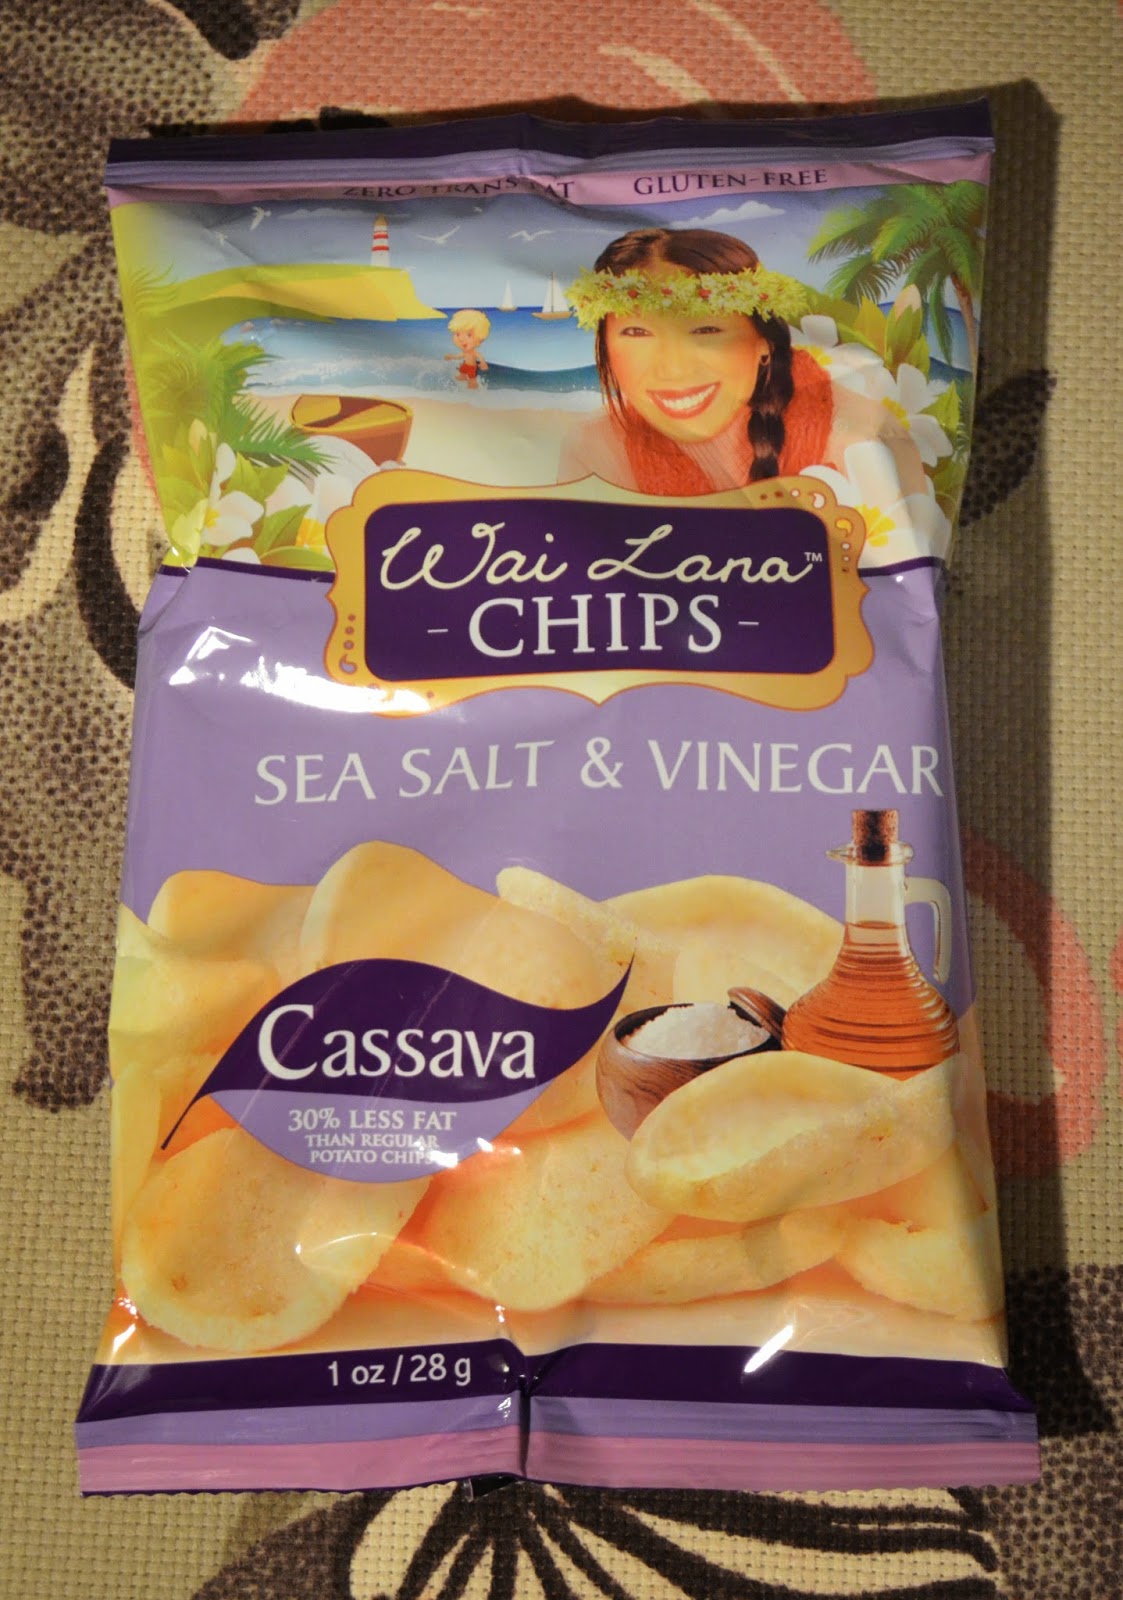 ZERO TRANS FAT GLUTEN-FREE
Wai Lana™
- CHIPS -
SEA SALT & VINEGAR
Cassava
30% LESS FAT
THAN REGULAR
POTATO CHIPS
1 oz / 28 g